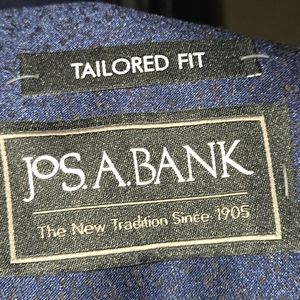 TAILORED FIT
JOS. A. BANK
The New Tradition Since 1905